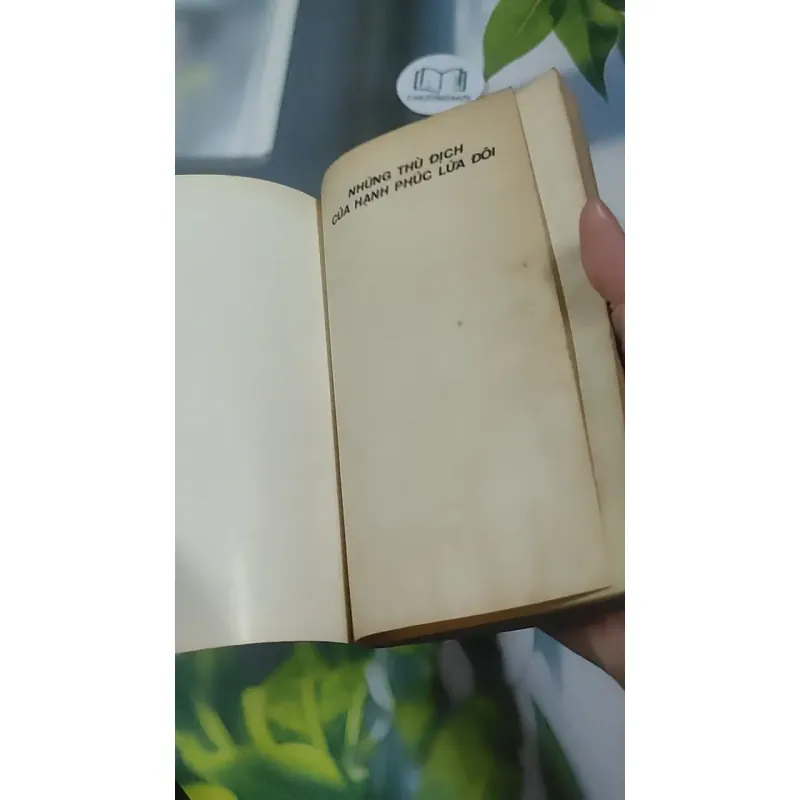 NHỮNG THÙ ĐỊCH
CỦA HẠNH PHÚC LỨA ĐÔI